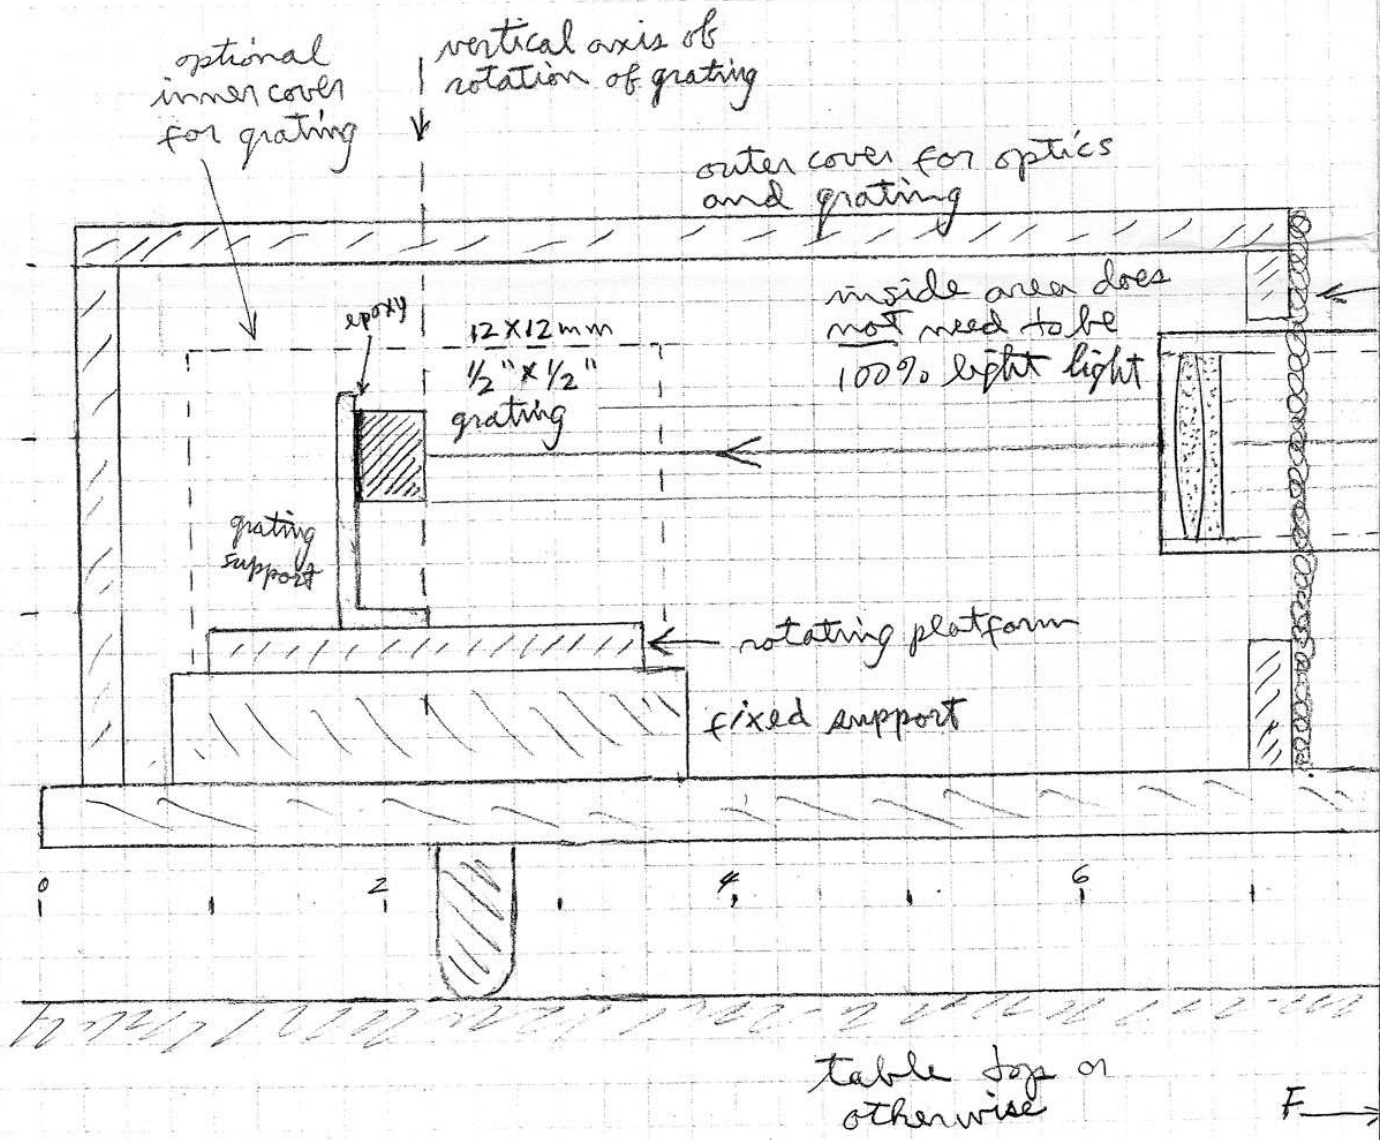 optional
inner cover
for grating
vertical axis of
rotation of grating
outer cover for optics
and grating
epoxy
12 X 12 mm
1/2" X 1/2"
grating
inside area does
not need to be
100% light light
grating
support
rotating platform
fixed support
0 2 4 6
table top or
otherwise
F